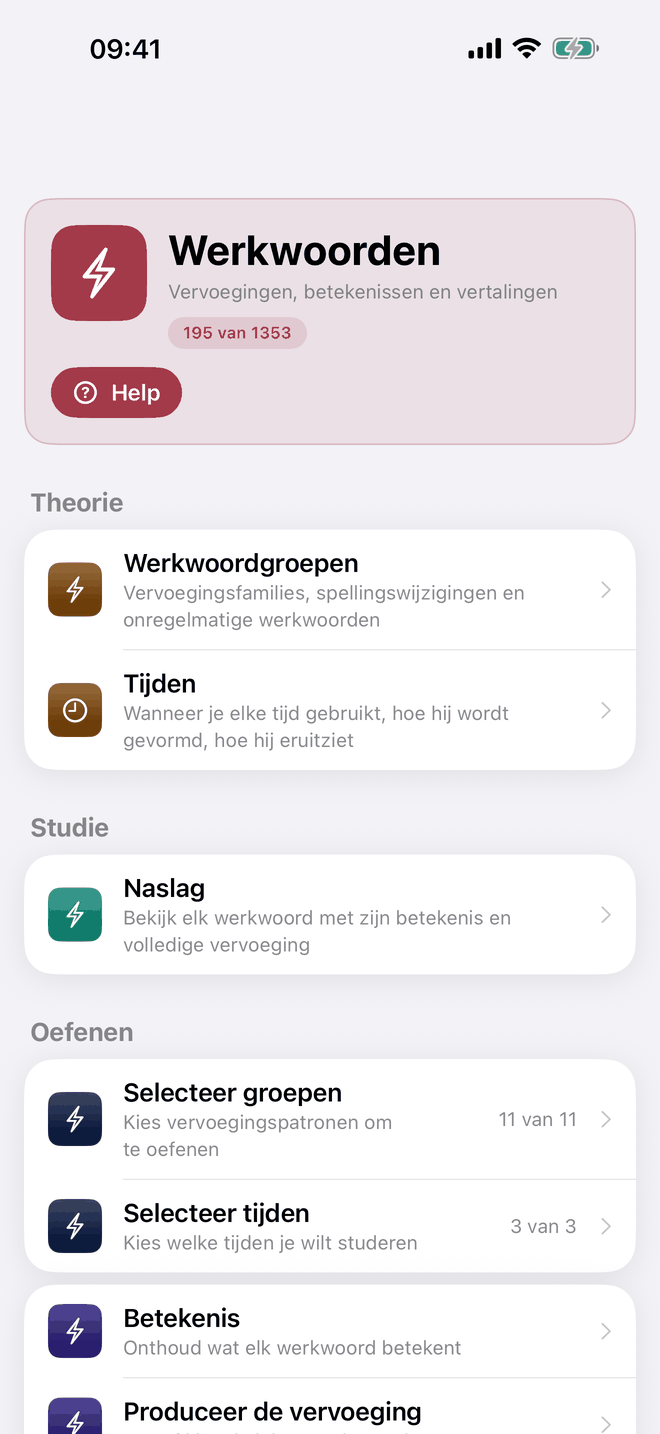 09:41
Werkwoorden
Vervoegingen, betekenissen en vertalingen
195 van 1353
Help
Theorie
Werkwoordgroepen
Vervoegingsfamilies, spellingswijzigingen en
onregelmatige werkwoorden
Tijden
Wanneer je elke tijd gebruikt, hoe hij wordt
gevormd, hoe hij eruitziet
Studie
Naslag
Bekijk elk werkwoord met zijn betekenis en
volledige vervoeging
Oefenen
Selecteer groepen
Kies vervoegingspatronen om
te oefenen
11 van 11
Selecteer tijden
Kies welke tijden je wilt studeren
3 van 3
Betekenis
Onthoud wat elk werkwoord betekent
Produceer de vervoeging